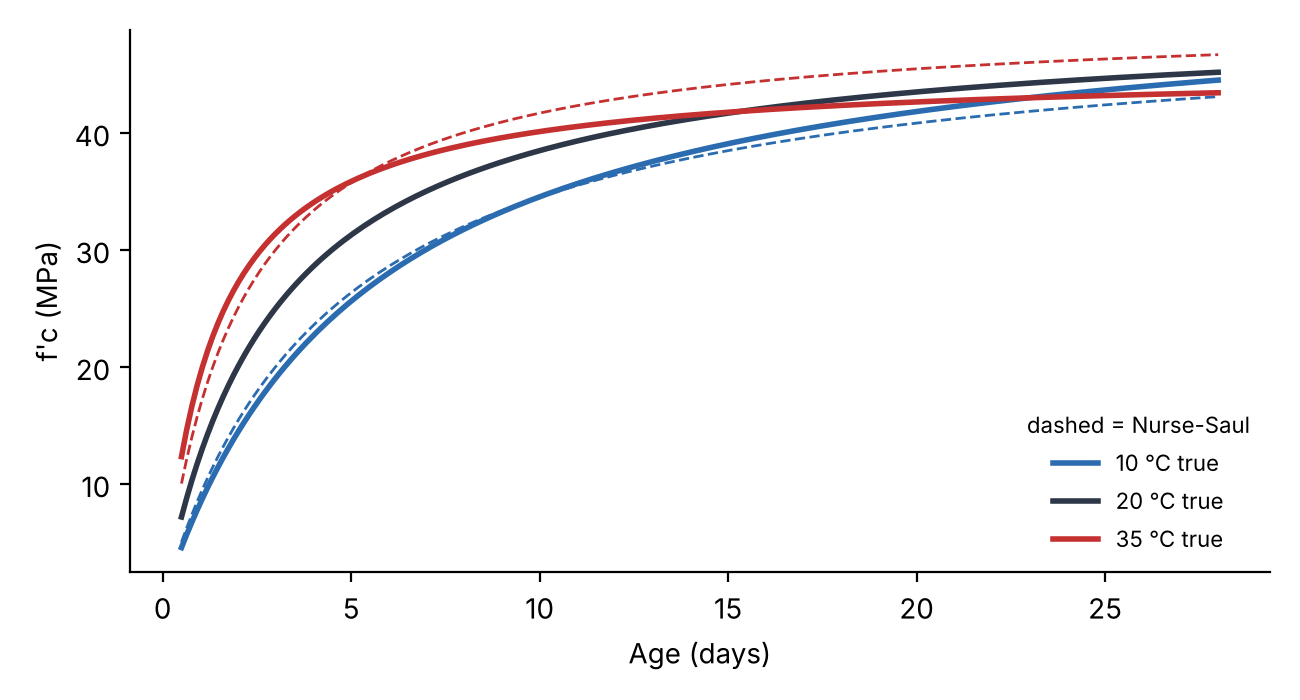 f'c (MPa)
40
30
20
10
dashed = Nurse-Saul
10 °C true
20 °C true
35 °C true
0 5 10 15 20 25
Age (days)